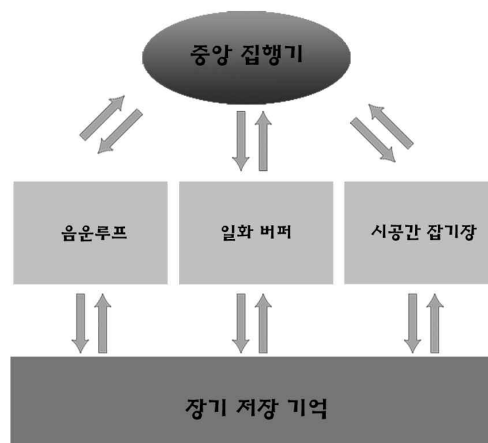 중앙 집행기
음운루프
일화 버퍼
시공간 잡기장
장기 저장 기억